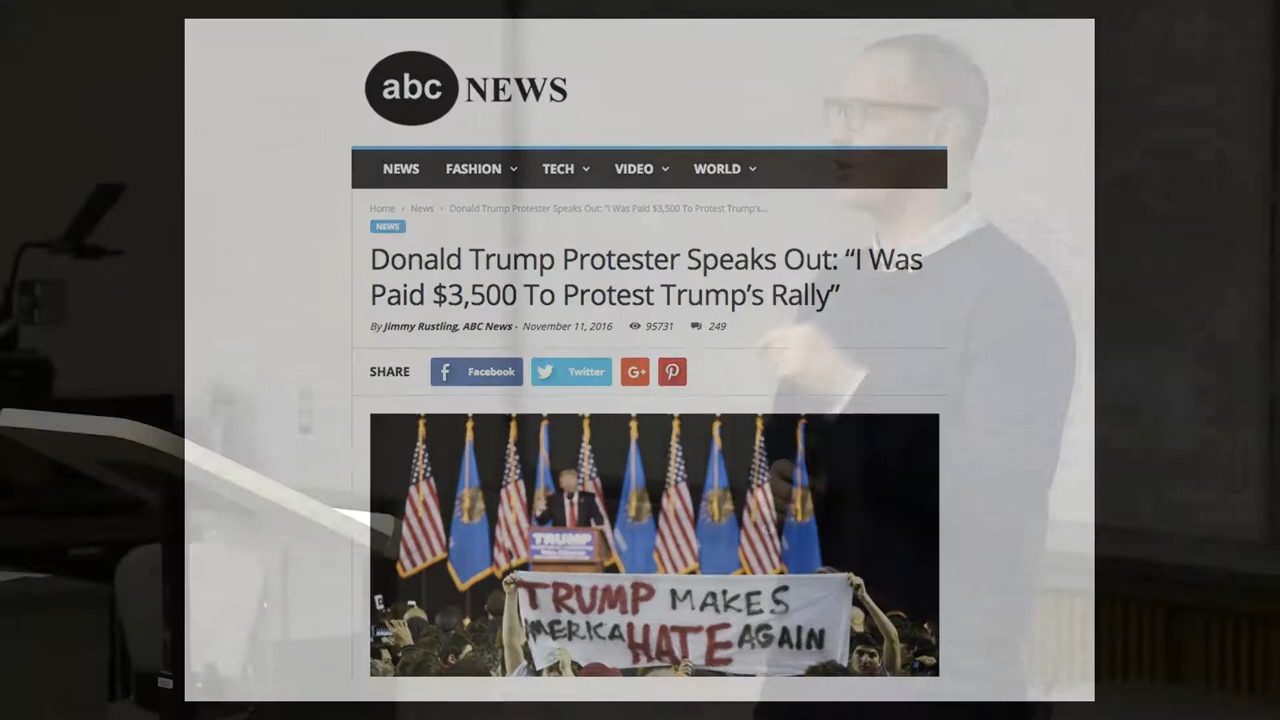 abc NEWS
NEWS FASHION TECH VIDEO WORLD
Home › News › Donald Trump Protester Speaks Out: “I Was Paid $3,500 To Protest Trump’s...
NEWS
Donald Trump Protester Speaks Out: “I Was
Paid $3,500 To Protest Trump’s Rally”
By Jimmy Rustling, ABC News - November 11, 2016 95731 249
SHARE Facebook Twitter G+
TRUMP
TRUMP MAKES
AMERICA HATE AGAIN